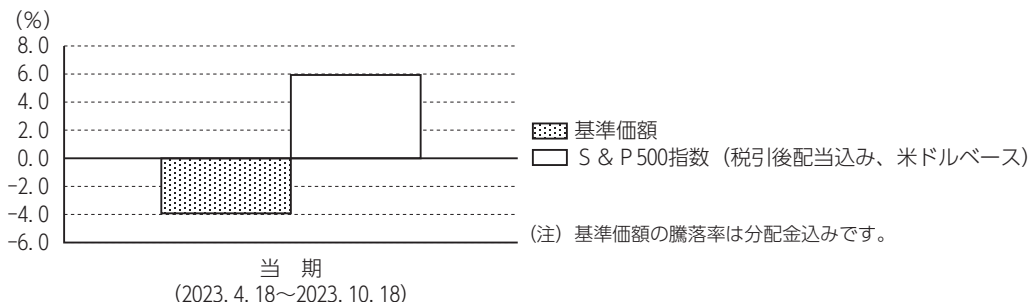 (%)
8.0
6.0
4.0
2.0
0.0
-2.0
-4.0
-6.0
当 期
(2023.4.18～2023.10.18)
基準価額
S&P500指数（税引後配当込み、米ドルベース）
(注) 基準価額の騰落率は分配金込みです。